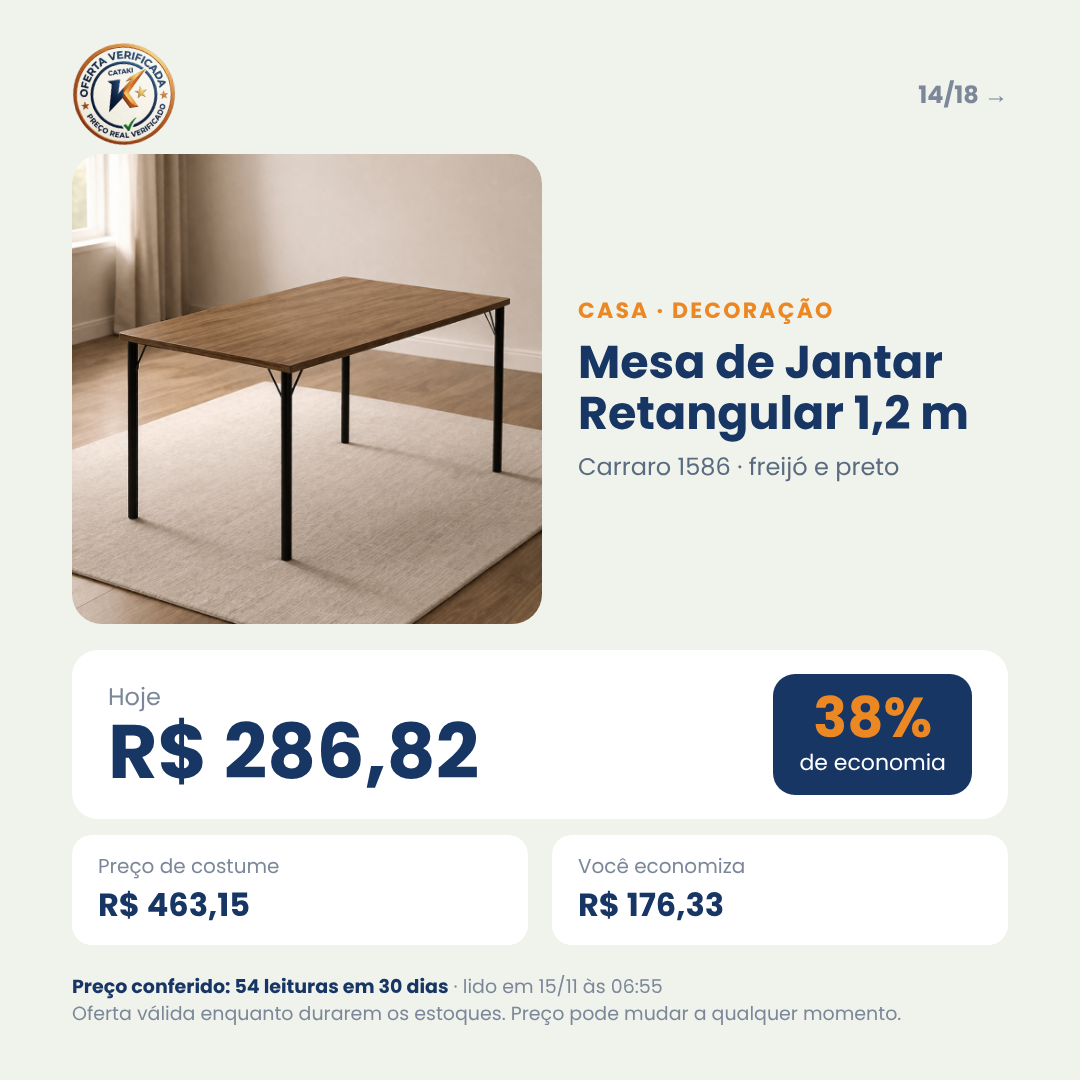 OFERTA VERIFICADA
CATAKI
K
PREÇO REAL VERIFICADO
14/18 →
CASA · DECORAÇÃO
Mesa de Jantar
Retangular 1,2 m
Carraro 1586 · freijó e preto
Hoje
R$ 286,82
38%
de economia
Preço de costume
R$ 463,15
Você economiza
R$ 176,33
Preço conferido: 54 leituras em 30 dias · lido em 15/11 às 06:55
Oferta válida enquanto durarem os estoques. Preço pode mudar a qualquer momento.